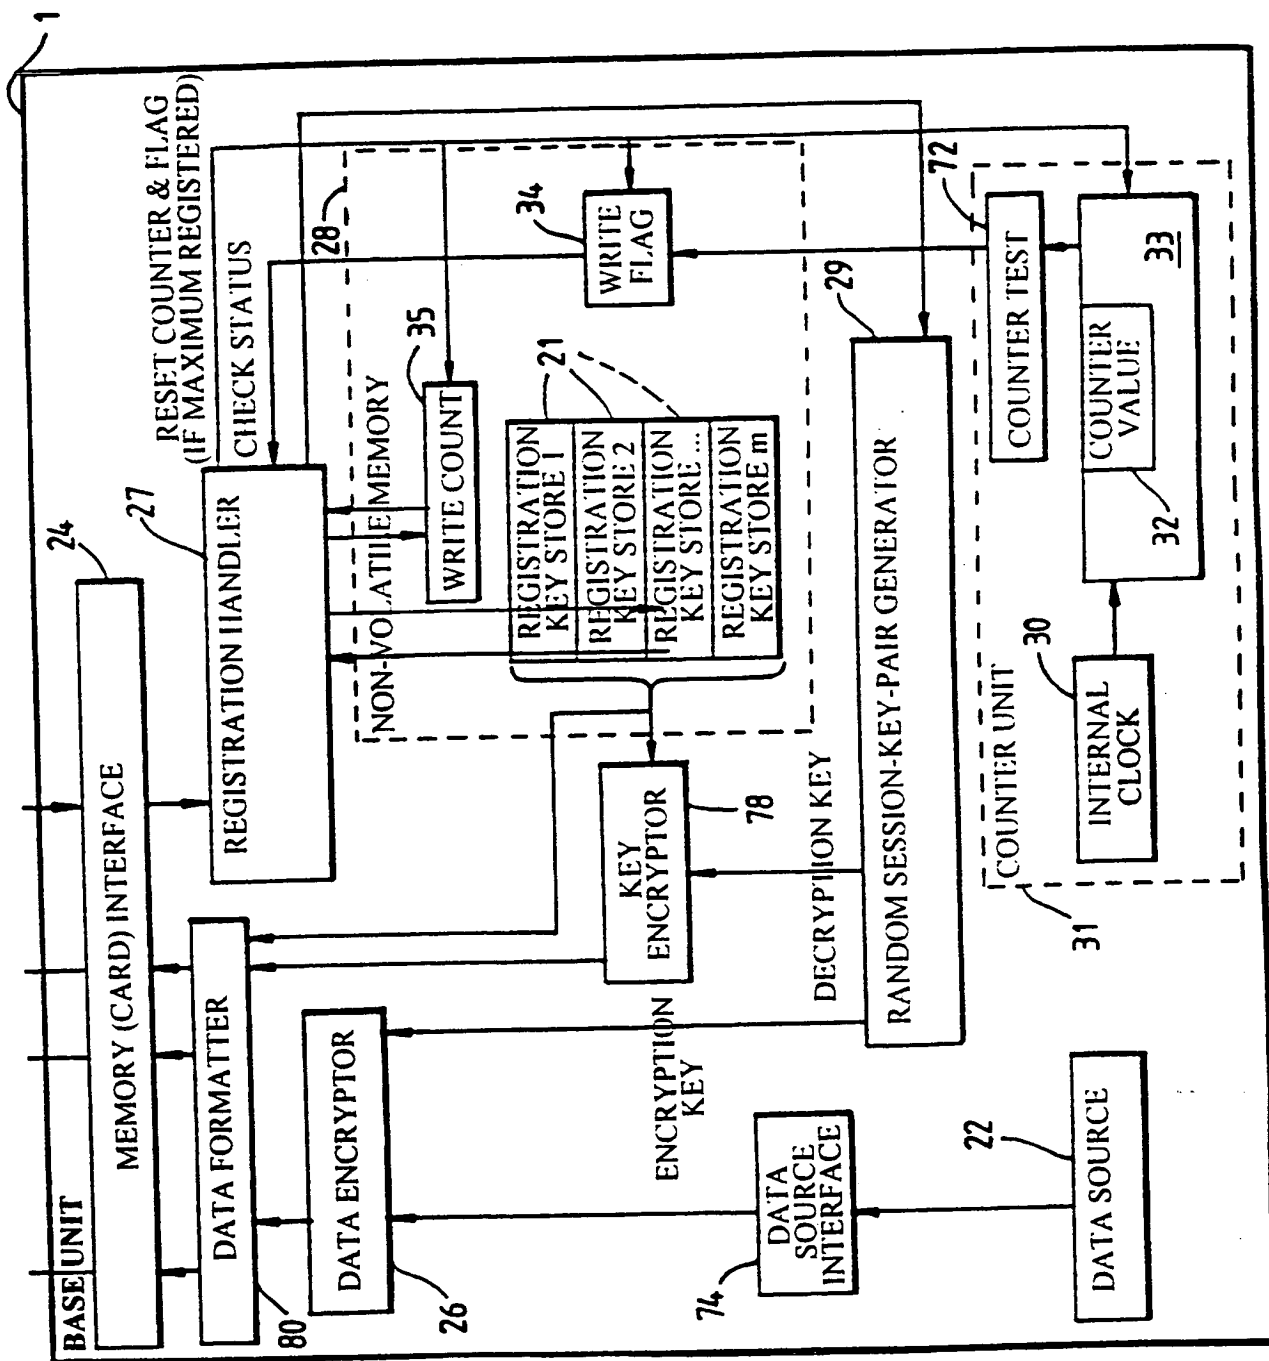 1
BASE UNIT
24
MEMORY (CARD) INTERFACE
27
REGISTRATION HANDLER
RESET COUNTER & FLAG
(IF MAXIMUM REGISTERED)
CHECK STATUS
DATA FORMATTER
80
DATA ENCRYPTOR
26
28
NON-VOLATILE MEMORY
35
WRITE COUNT
34
WRITE
FLAG
21
REGISTRATION
KEY STORE 1
REGISTRATION
KEY STORE 2
REGISTRATION
KEY STORE ...
REGISTRATION
KEY STORE m
KEY
ENCRYPTOR
78
ENCRYPTION
KEY
DECRYPTION KEY
29
RANDOM SESSION-KEY-PAIR GENERATOR
DATA
SOURCE
INTERFACE
74
22
DATA SOURCE
COUNTER UNIT
31
30
INTERNAL
CLOCK
72
COUNTER TEST
COUNTER
VALUE
32
33